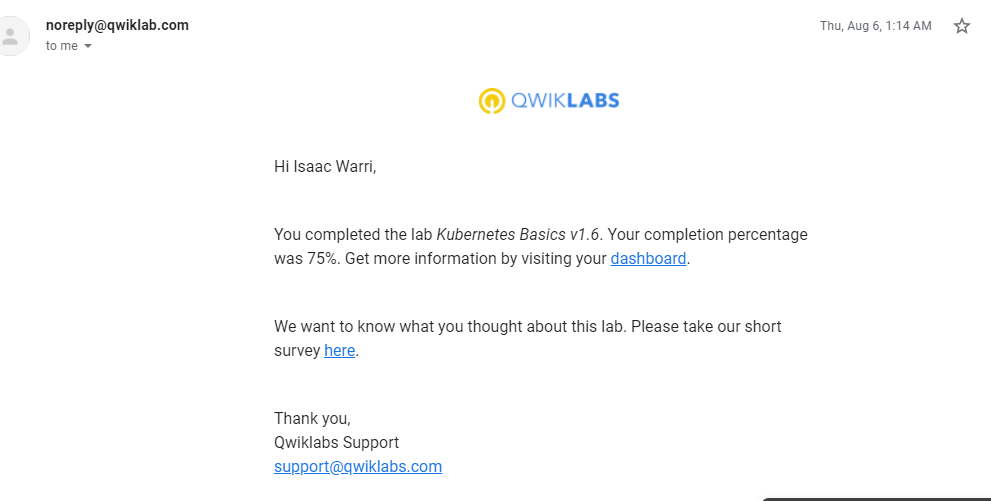 noreply@qwiklab.com
Thu, Aug 6, 1:14 AM
to me
QWIKLABS
Hi Isaac Warri,
You completed the lab Kubernetes Basics v1.6. Your completion percentage
was 75%. Get more information by visiting your dashboard.
We want to know what you thought about this lab. Please take our short
survey here.
Thank you,
Qwiklabs Support
support@qwiklabs.com